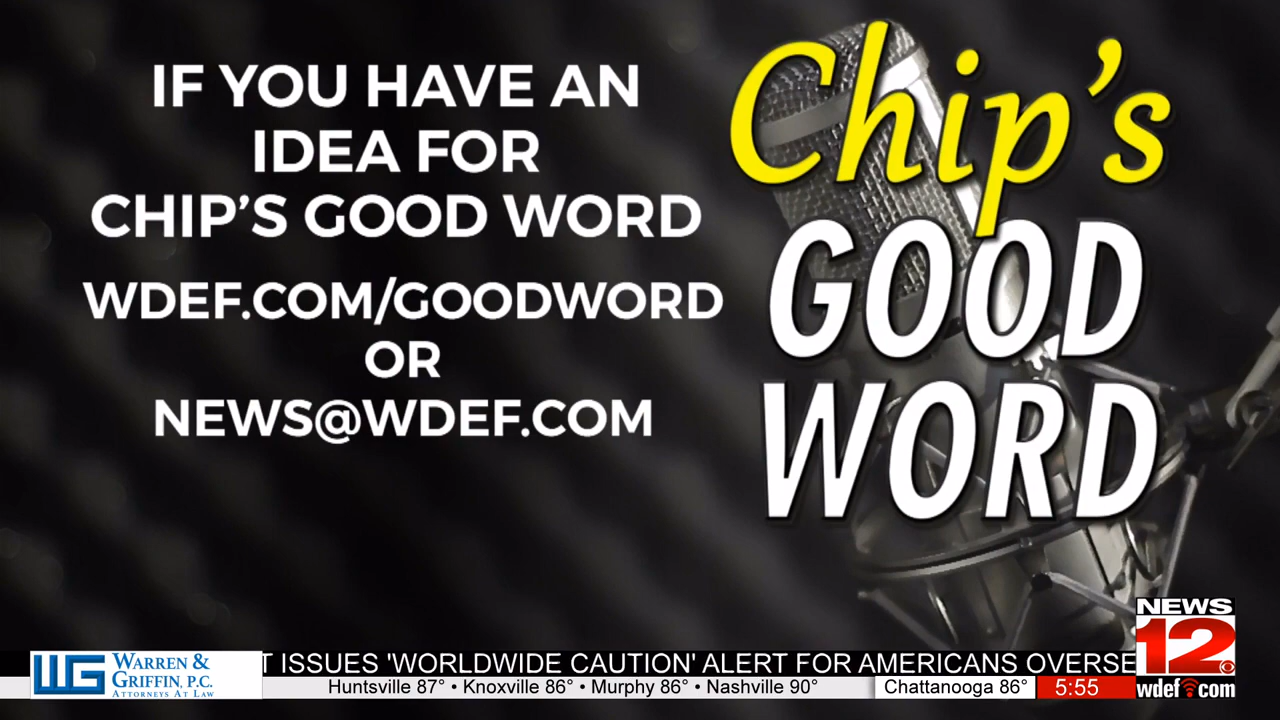 IF YOU HAVE AN
IDEA FOR
CHIP'S GOOD WORD
WDEF.COM/GOODWORD
OR
NEWS@WDEF.COM
Chip's
GOOD
WORD
NEWS
12
wdef com
WG WARREN &
GRIFFIN, P.C.
ATTORNEYS AT LAW
T ISSUES 'WORLDWIDE CAUTION' ALERT FOR AMERICANS OVERSE
Huntsville 87° • Knoxville 86° • Murphy 86° • Nashville 90°
Chattanooga 86°
5:55